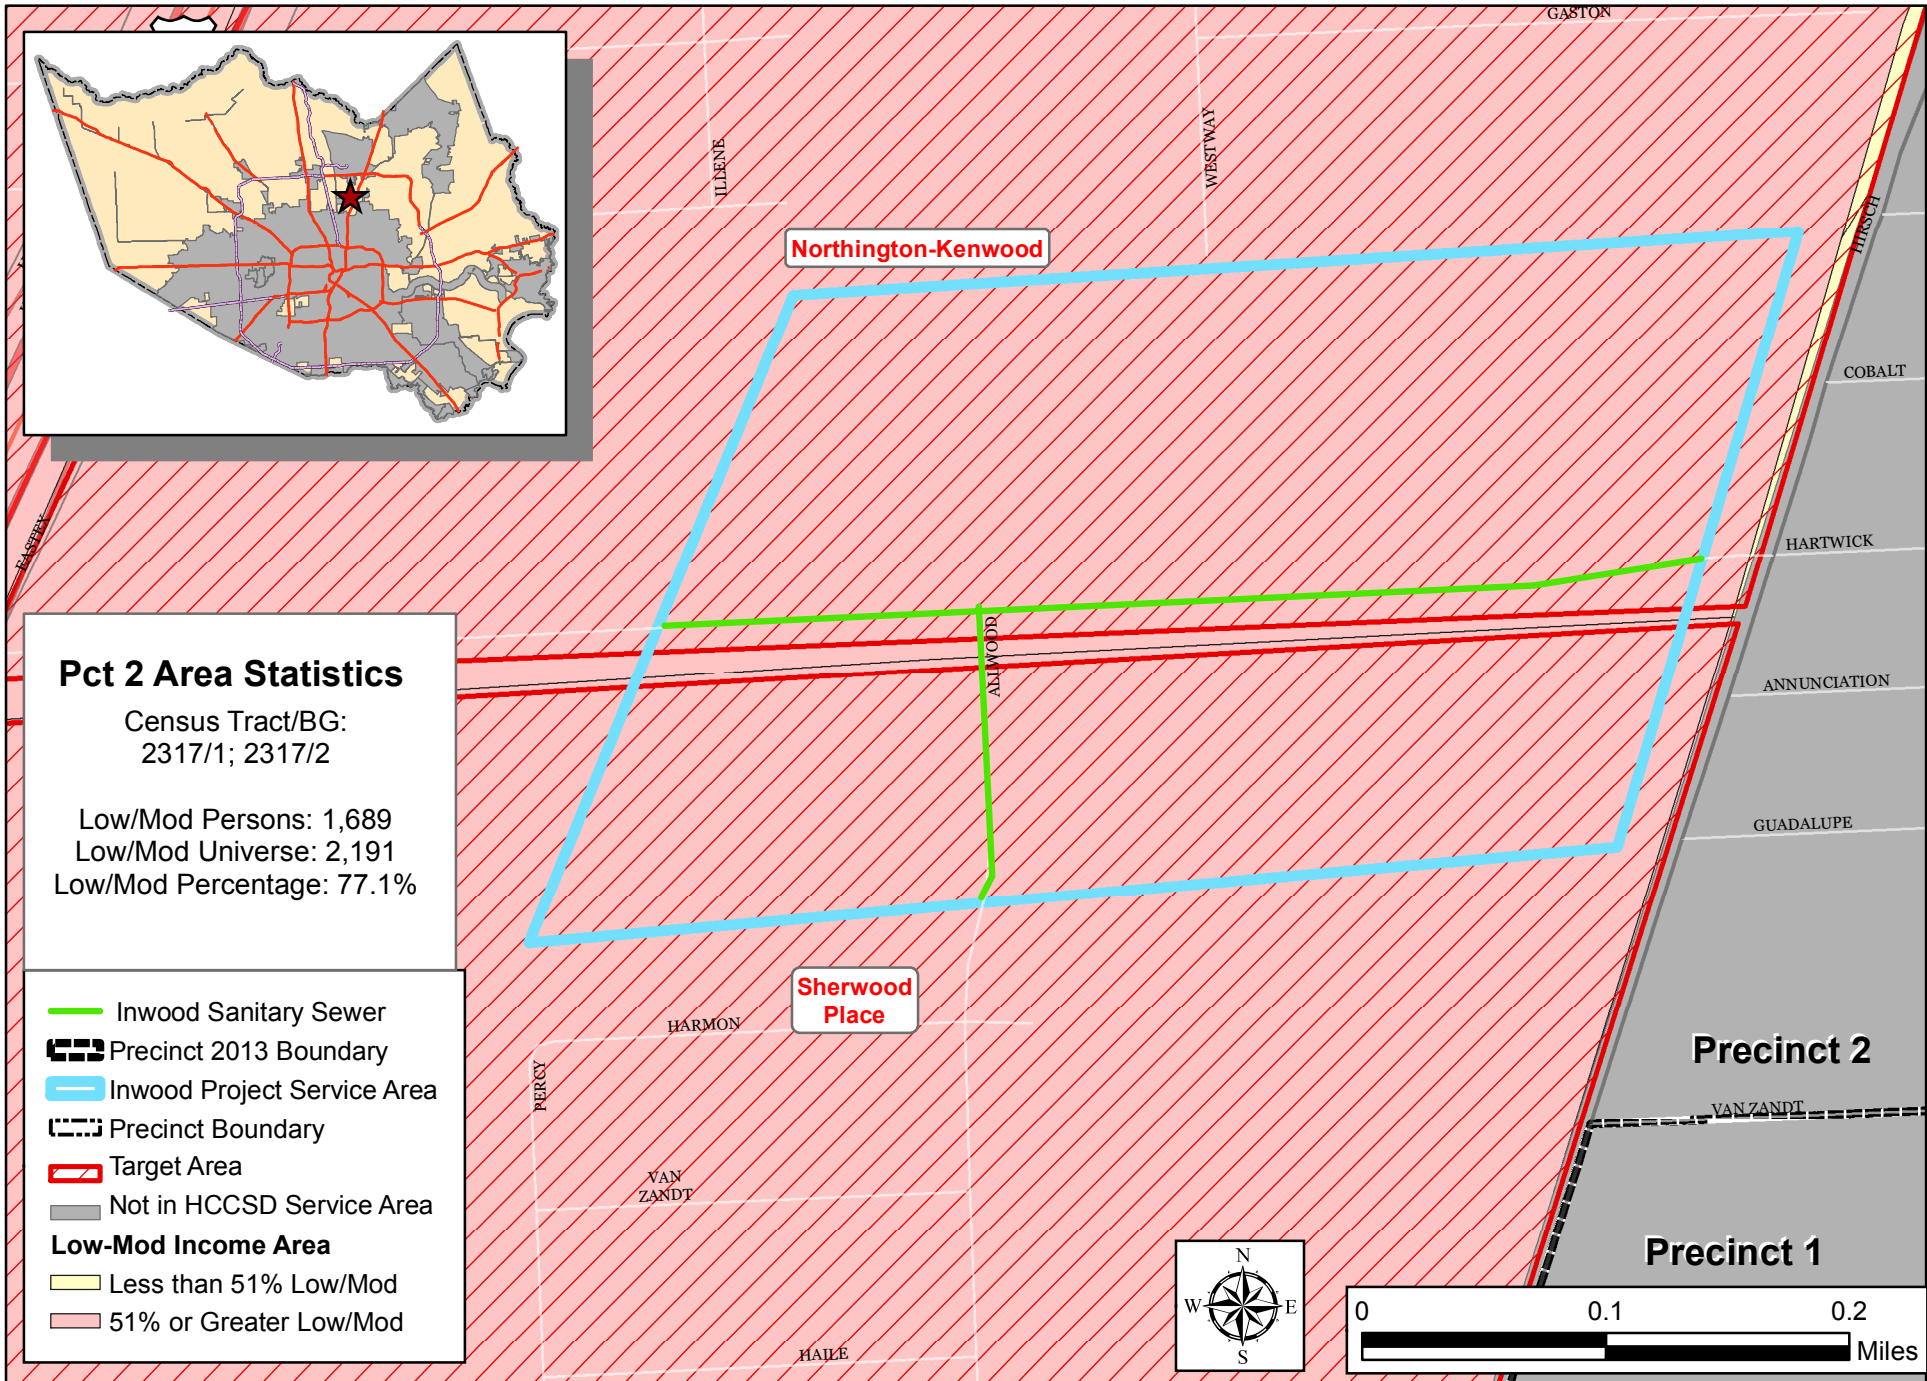 GASTON
ILLENE
WESTWAY
HIRSCH
Northington-Kenwood
COBALT
EASTEX
HARTWICK
ALLWOOD
ANNUNCIATION
GUADALUPE
Pct 2 Area Statistics
Census Tract/BG:
2317/1; 2317/2
Low/Mod Persons: 1,689
Low/Mod Universe: 2,191
Low/Mod Percentage: 77.1%
Sherwood
Place
HARMON
PERCY
VAN
ZANDT
HAILE
Precinct 2
VAN ZANDT
Precinct 1
Inwood Sanitary Sewer
Precinct 2013 Boundary
Inwood Project Service Area
Precinct Boundary
Target Area
Not in HCCSD Service Area
Low-Mod Income Area
Less than 51% Low/Mod
51% or Greater Low/Mod
N
W E
S
0 0.1 0.2
Miles